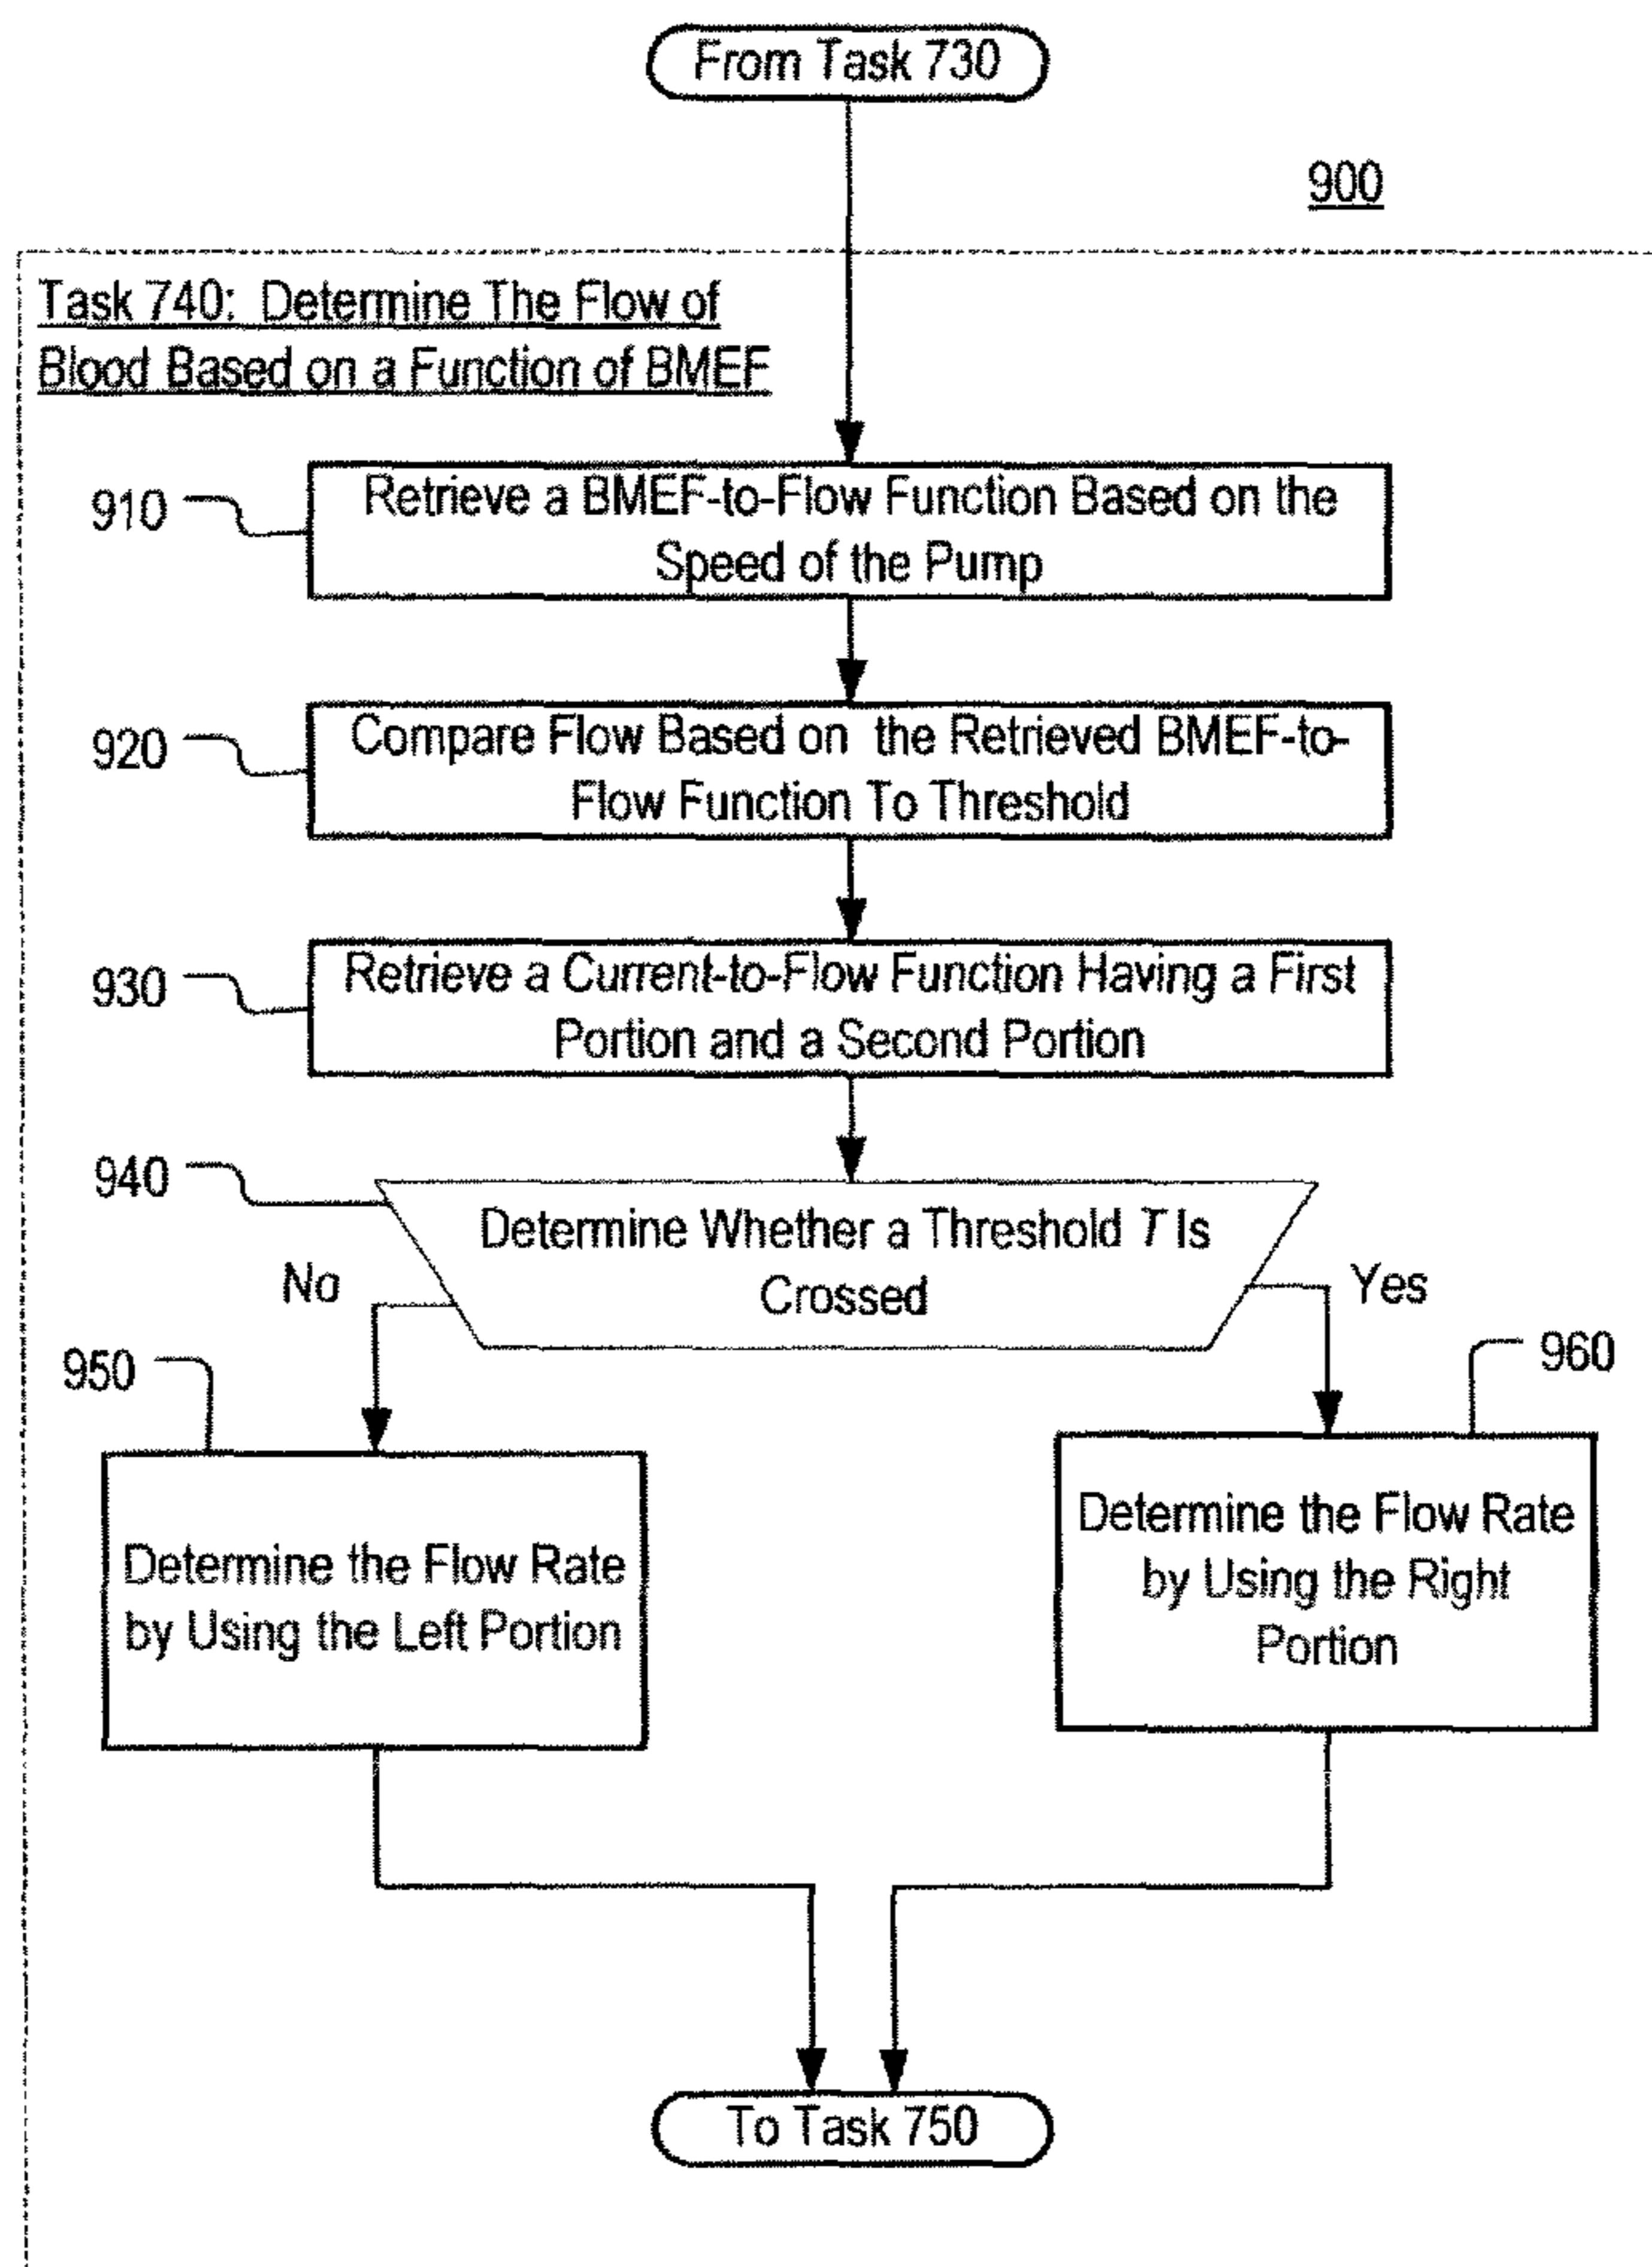 From Task 730
900
Task 740: Determine The Flow of
Blood Based on a Function of BMEF
910
Retrieve a BMEF-to-Flow Function Based on the
Speed of the Pump
920
Compare Flow Based on the Retrieved BMEF-to-
Flow Function To Threshold
930
Retrieve a Current-to-Flow Function Having a First
Portion and a Second Portion
940
Determine Whether a Threshold T Is
Crossed
No
Yes
950
960
Determine the Flow Rate
by Using the Left Portion
Determine the Flow Rate
by Using the Right
Portion
To Task 750